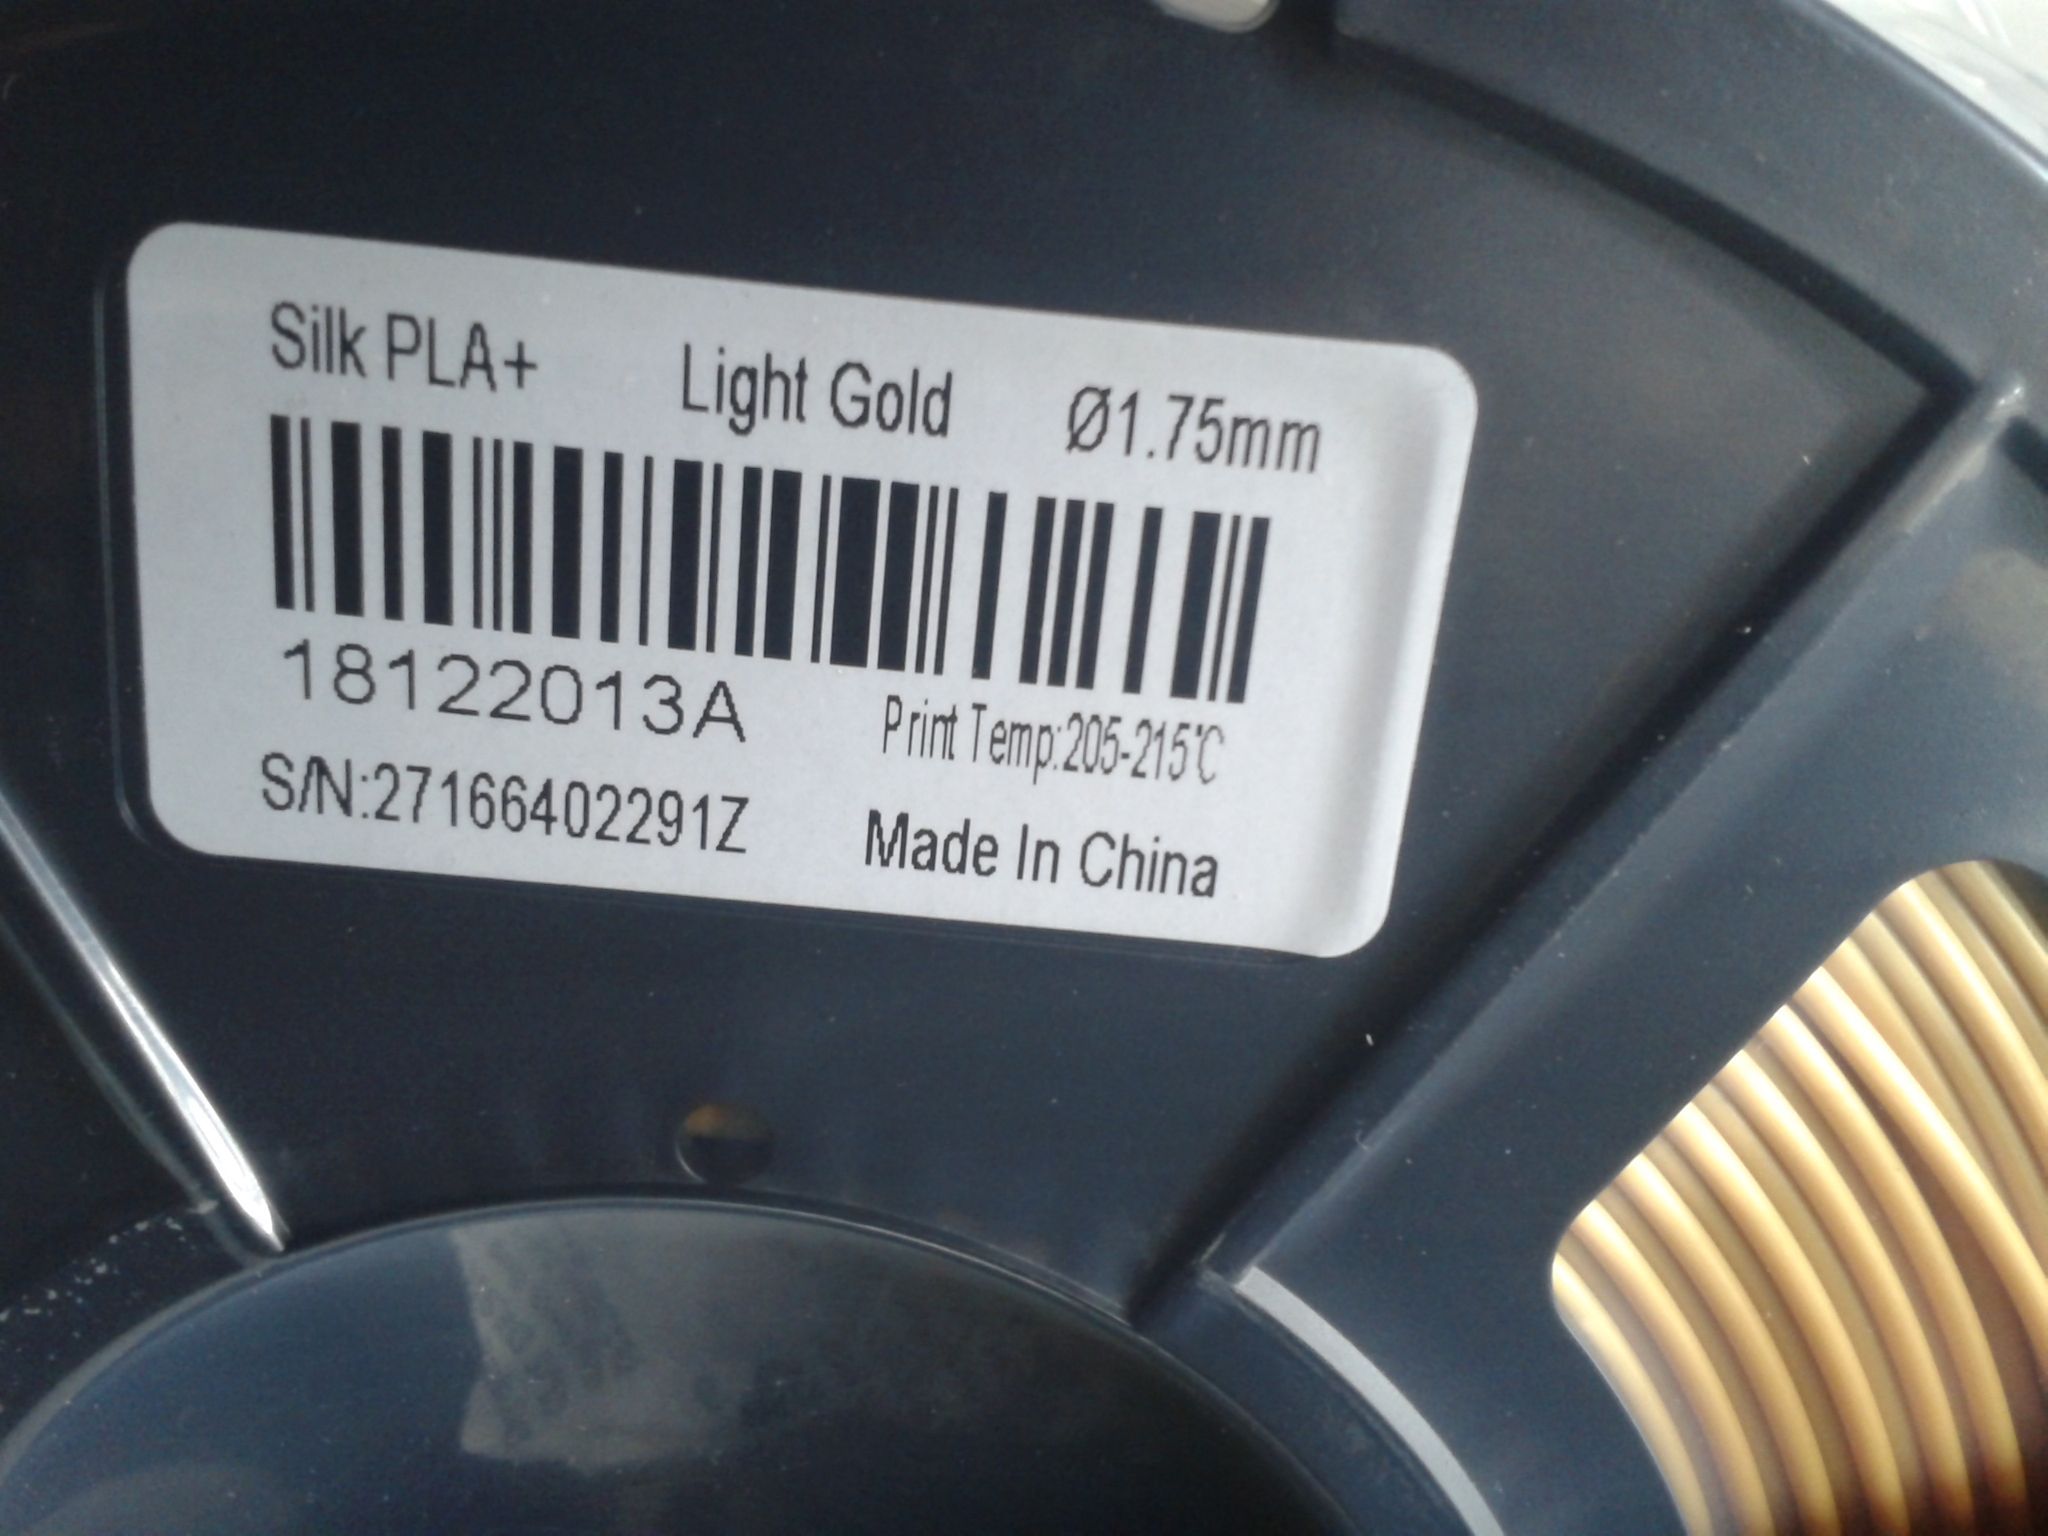 Silk PLA+ Light Gold Ø1.75mm
18122013A
Print Temp:205-215℃
S/N:27166402291Z
Made In China